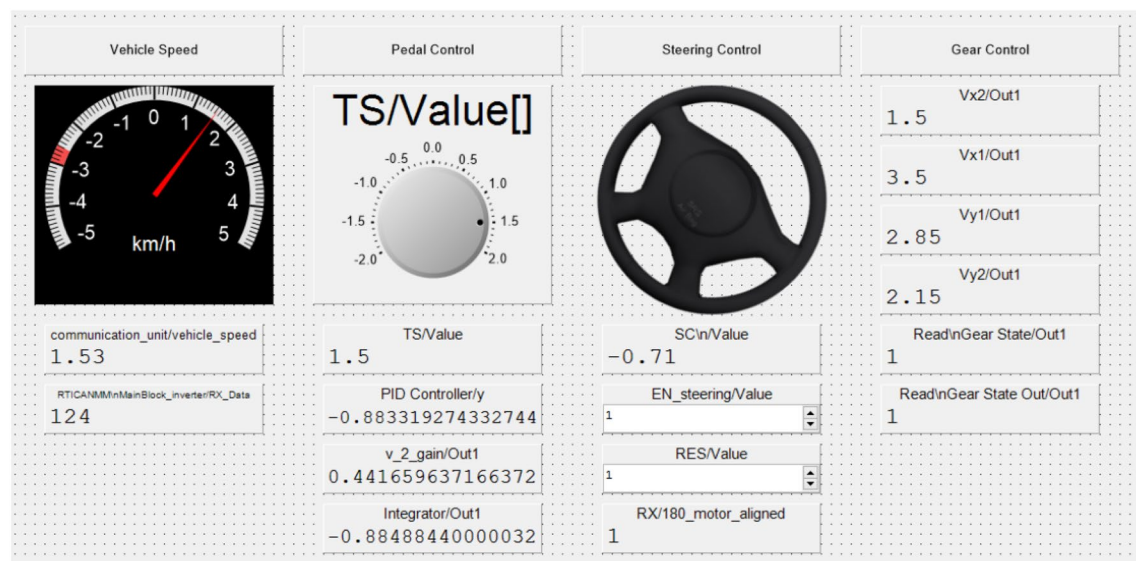 Vehicle Speed
Pedal Control
Steering Control
Gear Control
-5
-4
-3
-2
-1
0
1
2
3
4
5
km/h
communication_unit/vehicle_speed
1.53
RTICANMM\nMainBlock_inverter/RX_Data
124
TS/Value[]
-2.0
-1.5
-1.0
-0.5
0.0
0.5
1.0
1.5
2.0
TS/Value
1.5
PID Controller/y
-0.883319274332744
v_2_gain/Out1
0.441659637166372
Integrator/Out1
-0.88488440000032
SC\n/Value
-0.71
EN_steering/Value
1
RES/Value
1
RX/180_motor_aligned
1
Vx2/Out1
1.5
Vx1/Out1
3.5
Vy1/Out1
2.85
Vy2/Out1
2.15
Read\nGear State/Out1
1
Read\nGear State Out/Out1
1